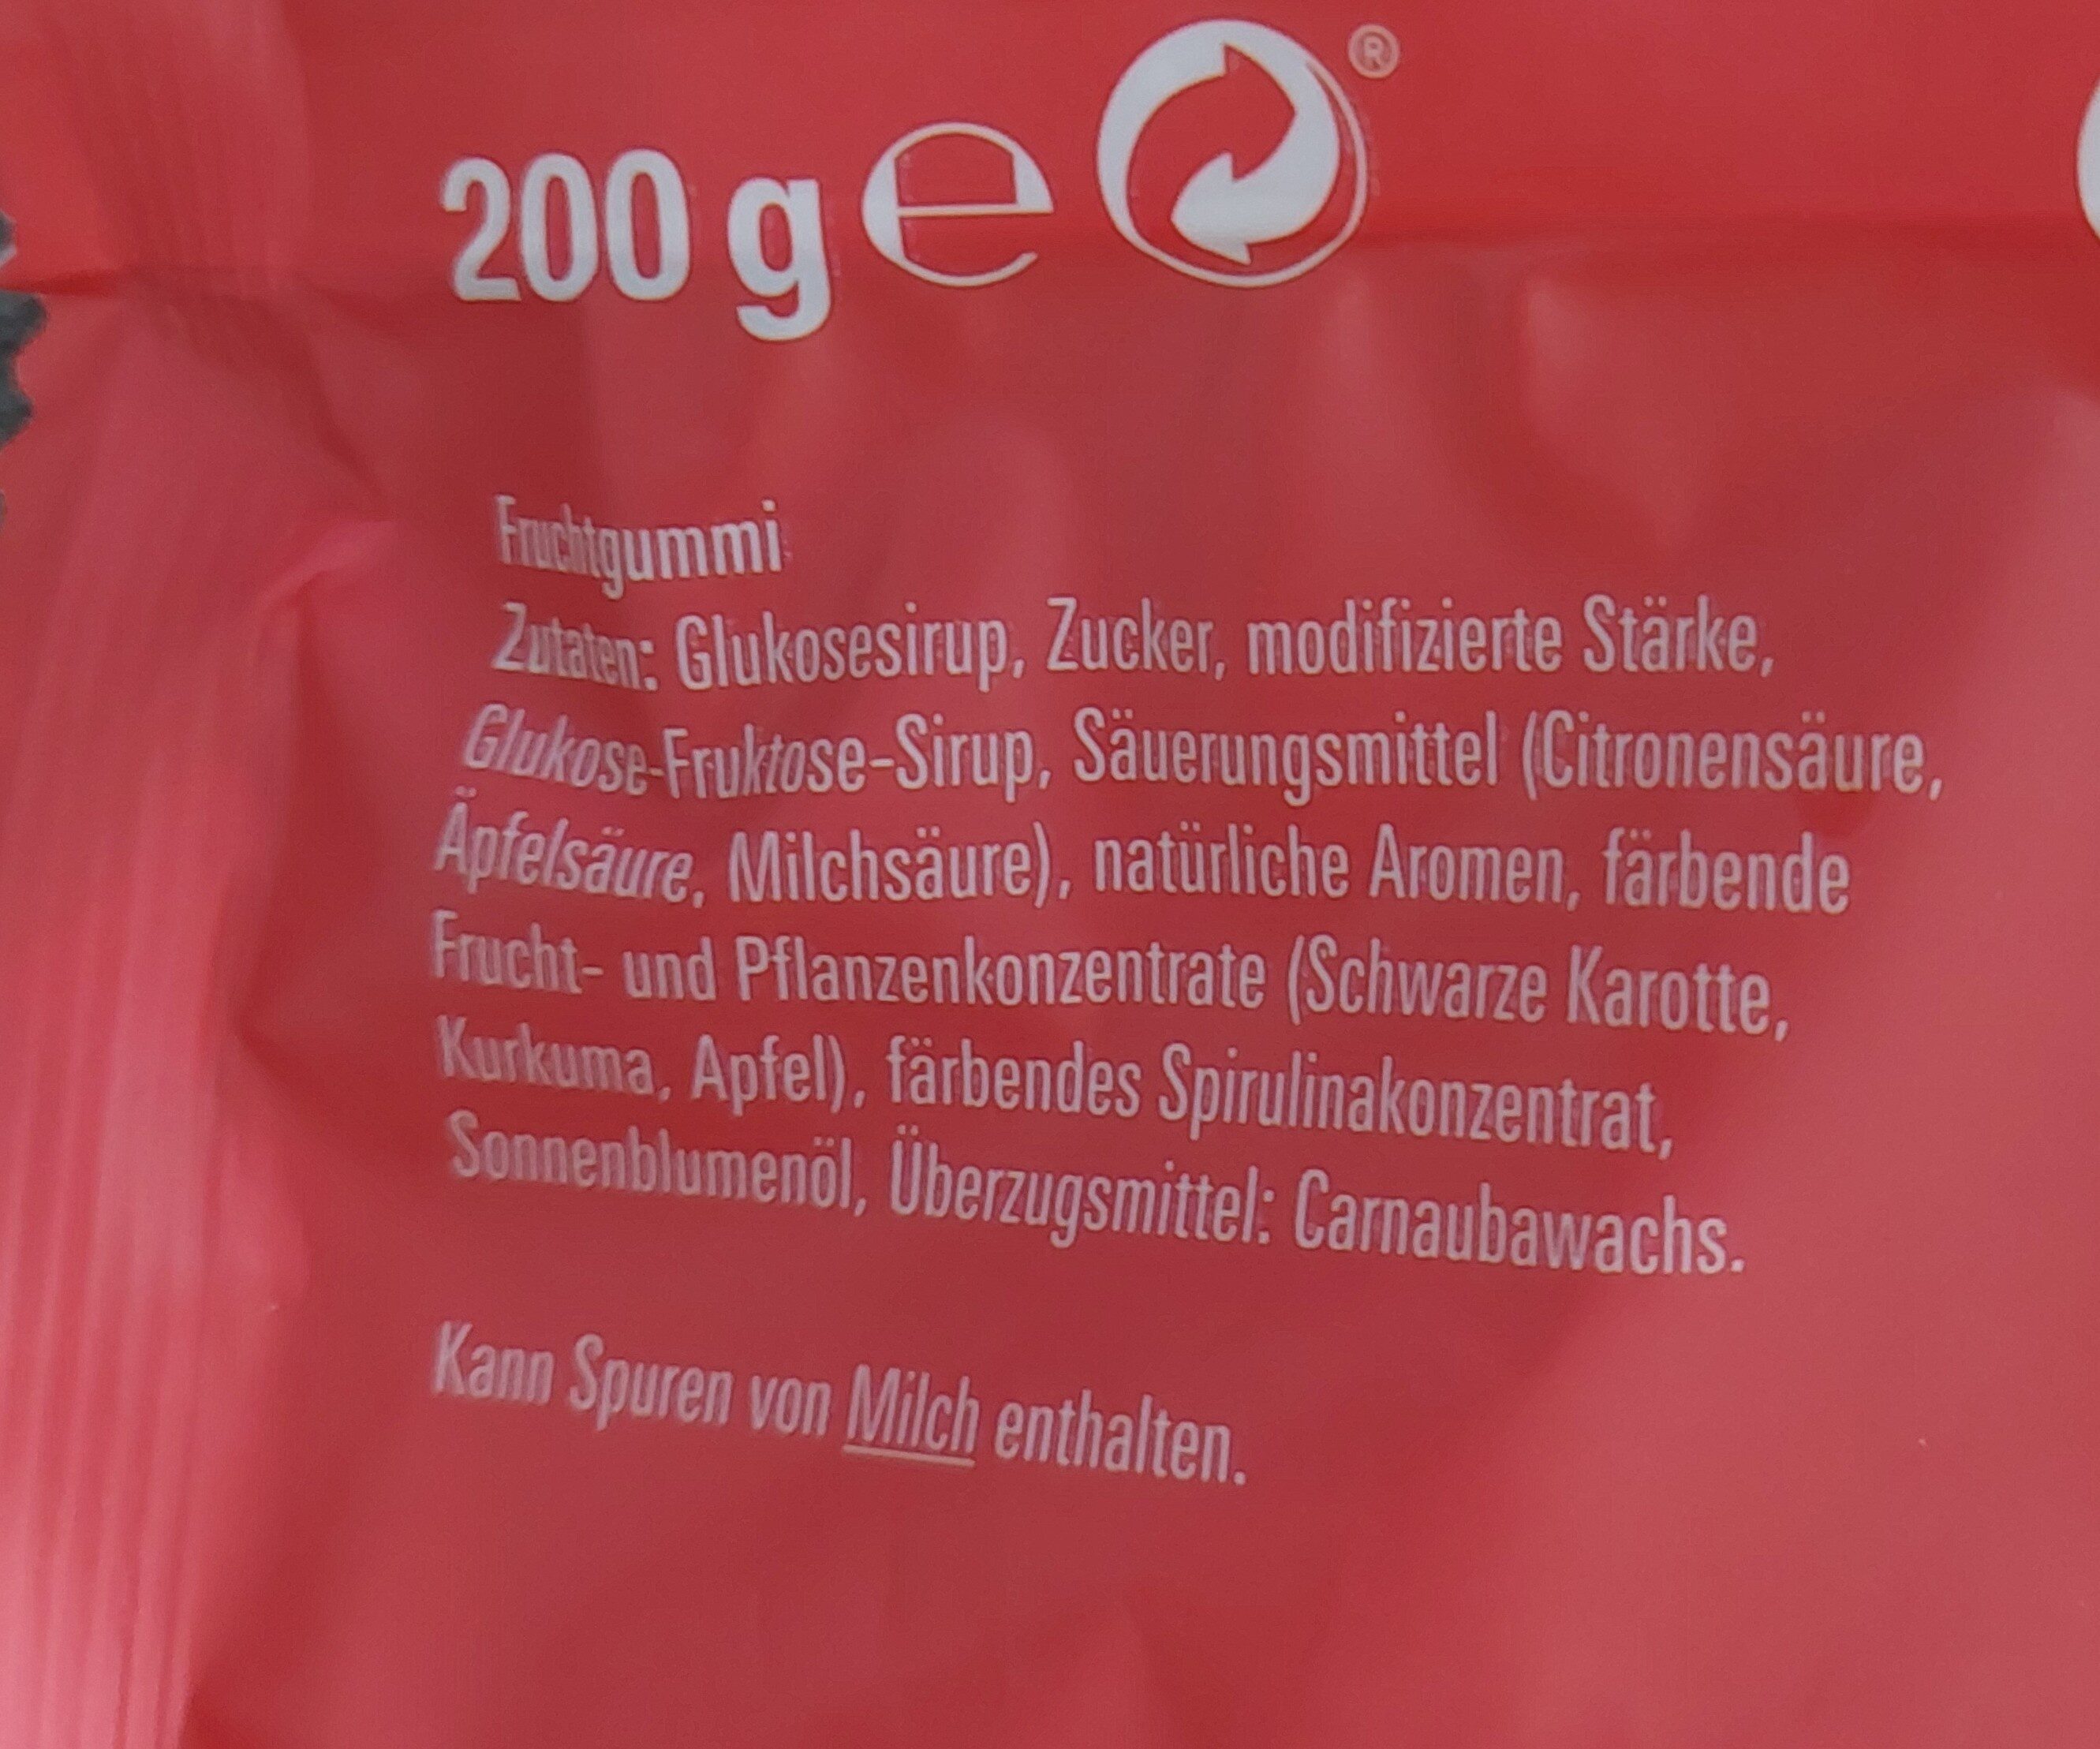 200 g e ®
Fruchtgummi
Zutaten: Glukosesirup, Zucker, modifizierte Stärke,
Glukose-Fruktose-Sirup, Säuerungsmittel (Citronensäure,
Äpfelsäure, Milchsäure), natürliche Aromen, färbende
Frucht- und Pflanzenkonzentrate (Schwarze Karotte,
Kurkuma, Apfel), färbendes Spirulinakonzentrat,
Sonnenblumenöl, Überzugsmittel: Carnaubawachs.
Kann Spuren von Milch enthalten.